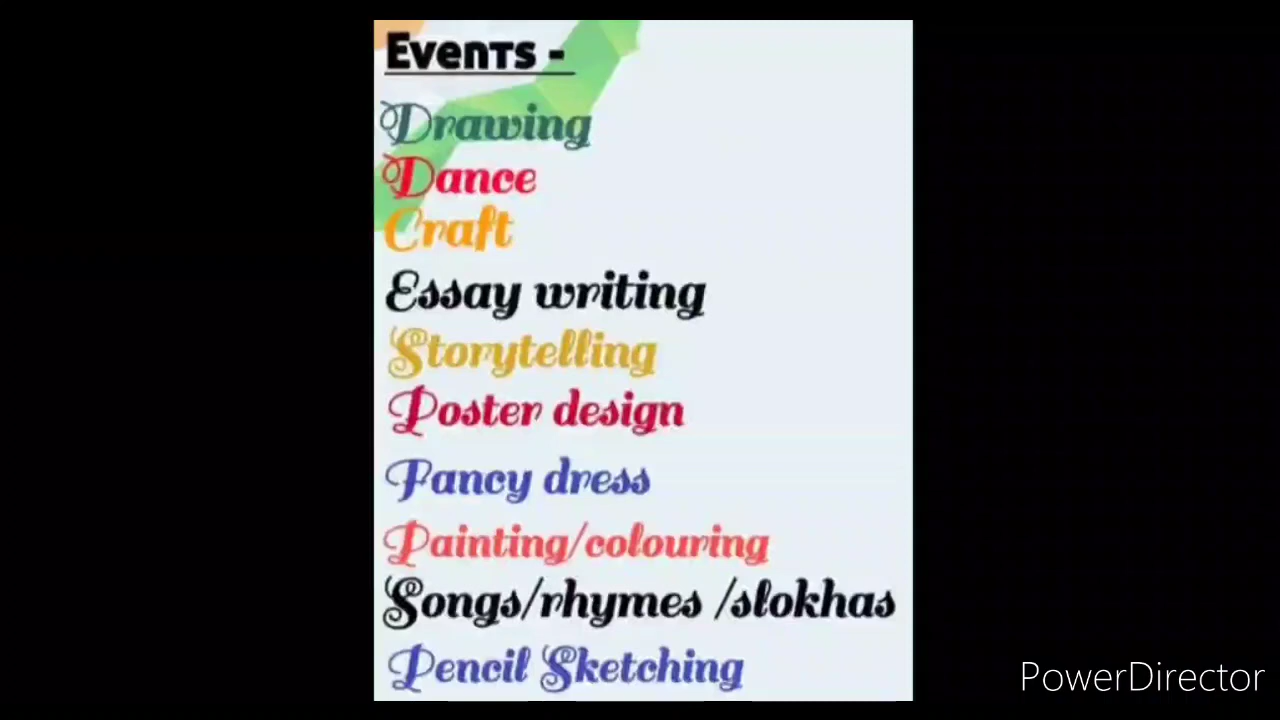 Events -
Drawing
Dance
Craft
Essay writing
Storytelling
Poster design
Fancy dress
Painting/colouring
Songs/rhymes /slokhas
Pencil Sketching
PowerDirector